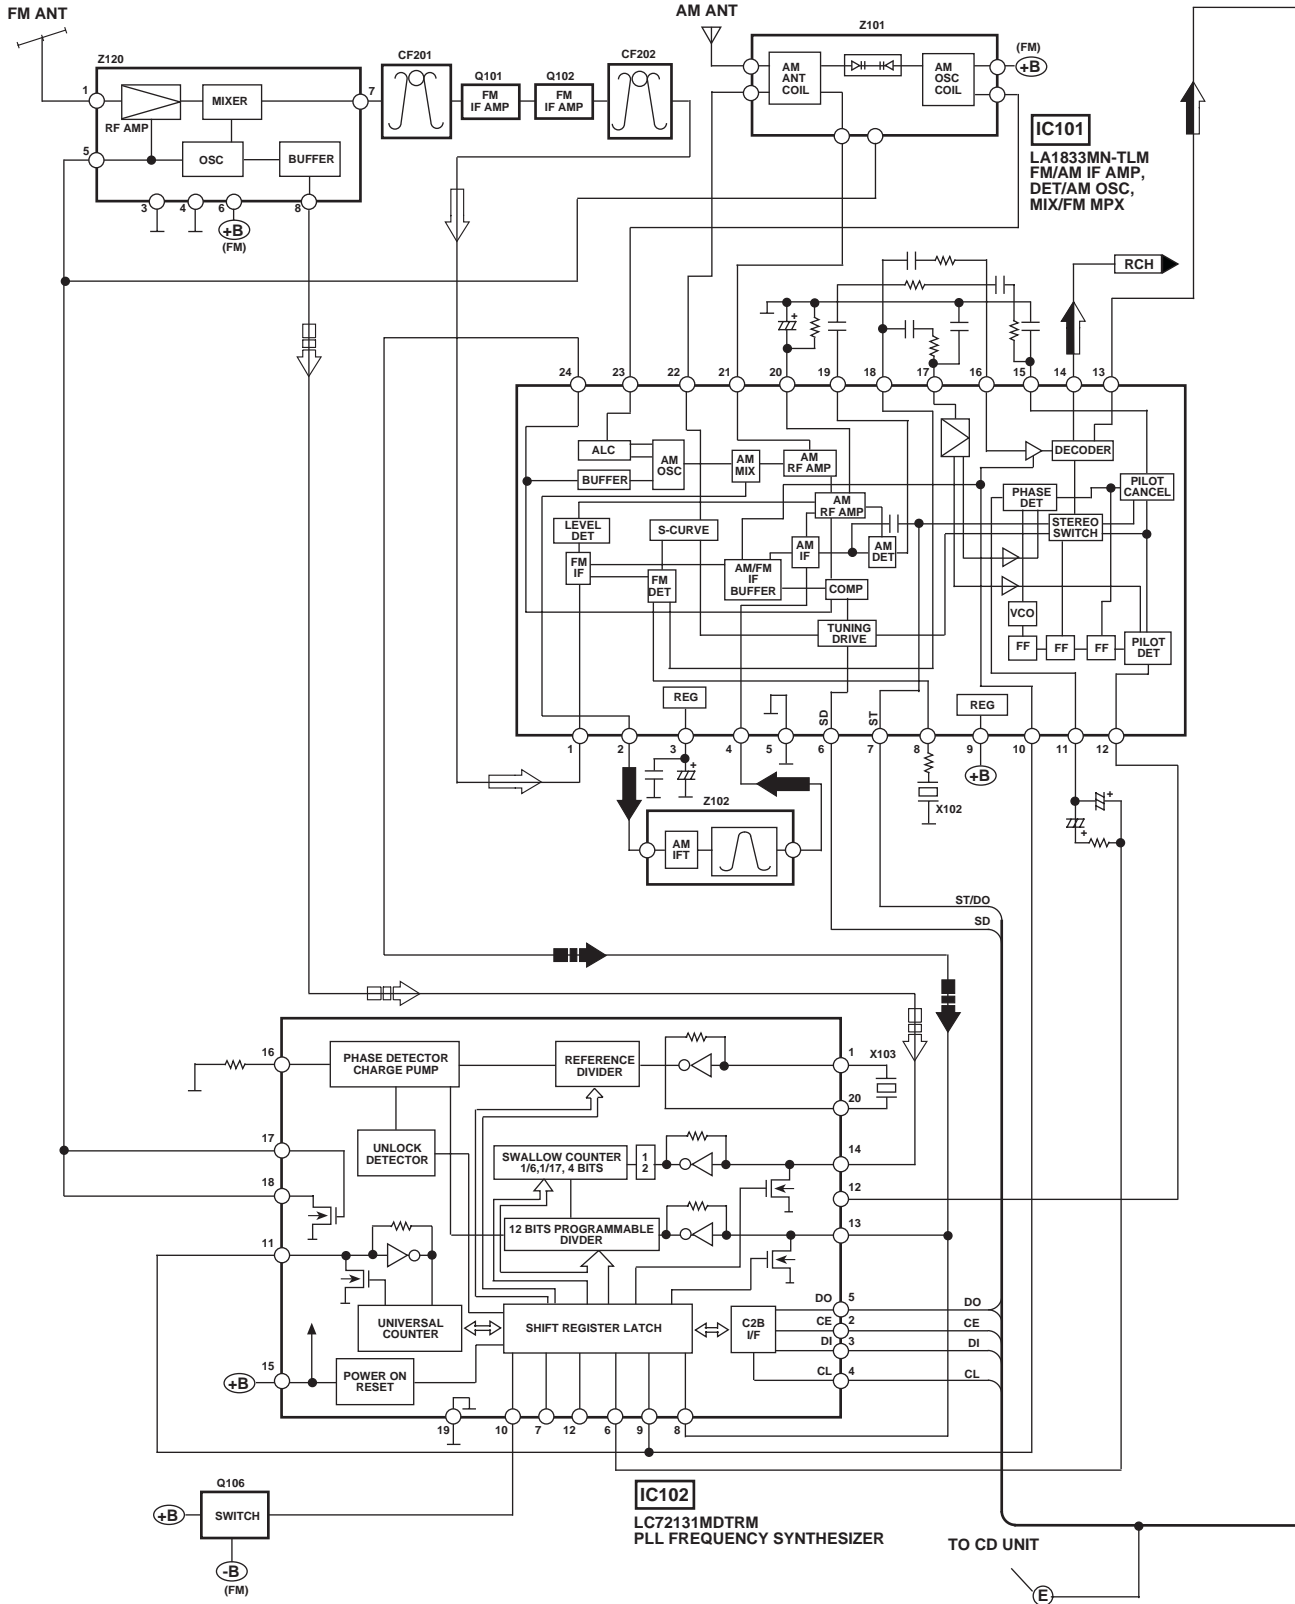 FM ANT
AM ANT
Z120
CF201
Q101
Q102
CF202
Z101
(FM)
+B
1
7
5
3
4
6
8
RF AMP
MIXER
OSC
BUFFER
+B
(FM)
FM
IF AMP
FM
IF AMP
AM
ANT
COIL
AM
OSC
COIL
IC101
LA1833MN-TLM
FM/AM IF AMP,
DET/AM OSC,
MIX/FM MPX
RCH
24
23
22
21
20
19
18
17
16
15
14
13
ALC
BUFFER
AM
OSC
AM
MIX
AM
RF AMP
DECODER
LEVEL
DET
S-CURVE
AM
RF AMP
PHASE
DET
PILOT
CANCEL
STEREO
SWITCH
FM
IF
FM
DET
AM/FM
IF
BUFFER
AM
IF
AM
DET
COMP
TUNING
DRIVE
VCO
FF
FF
FF
PILOT
DET
REG
SD
ST
REG
1
2
3
4
5
6
7
8
9
10
11
12
+B
X102
Z102
AM
IFT
ST/DO
SD
16
17
18
11
15
PHASE DETECTOR
CHARGE PUMP
REFERENCE
DIVIDER
1
X103
20
UNLOCK
DETECTOR
SWALLOW COUNTER
1/6,1/17, 4 BITS
1
2
14
12
12 BITS PROGRAMMABLE
DIVDER
13
UNIVERSAL
COUNTER
SHIFT REGISTER LATCH
C2B
I/F
DO
5
DO
CE
2
CE
DI
3
DI
CL
4
CL
+B
POWER ON
RESET
19
10
7
12
6
9
8
Q106
+B
SWITCH
-B
(FM)
IC102
LC72131MDTRM
PLL FREQUENCY SYNTHESIZER
TO CD UNIT
E